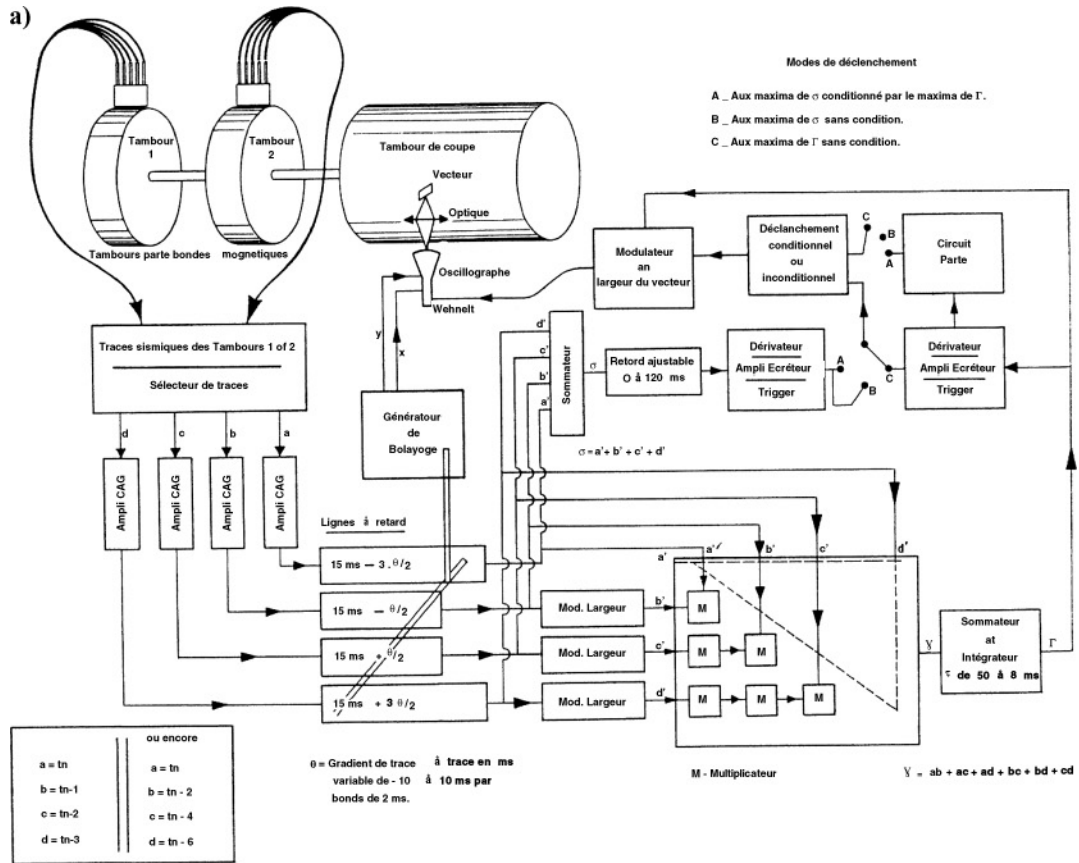 a)
Tambour
1
Tambour
2
Tambour de coupe
Vecteur
Optique
Oscillographe
Wehnelt
Tambours parte bondes magnetiques
y
x
Modes de déclenchement
A _ Aux maxima de σ conditionné par le maxima de Γ.
B _ Aux maxima de σ sans condition.
C _ Aux maxima de Γ sans condition.
Modulateur
an
largeur du vecteur
Déclanchement
conditionnel
ou
inconditionnel
C
B
A
Circuit
Parte
Traces sismiques des Tambours 1 of 2
Sélecteur de traces
d
c
b
a
Ampli CAG
Ampli CAG
Ampli CAG
Ampli CAG
Génératour
de
Bolayoge
d'
c'
b'
a'
Sommateur
σ
Retord ajustable
O å 120 ms
Dérivateur
Ampli Ecréteur
Trigger
A
B
C
Dérivateur
Ampli Ecréteur
Trigger
σ = a' + b' + c' + d'
Lignes å retard
15 ms – 3 . θ/2
15 ms – θ/2
15 ms + θ/2
15 ms + 3 θ/2
Mod. Largeur
Mod. Largeur
Mod. Largeur
a'
a'
b'
c'
d'
b'
M
c'
M
M
d'
M
M
M
ɣ
Sommateur
at
Intégrateur
τ de 50 å 8 ms
Γ
ou encore
a = tn
b = tn-1
c = tn-2
d = tn-3
a = tn
b = tn - 2
c = tn - 4
d = tn - 6
θ = Gradient de trace å trace en ms
variable de - 10 å 10 ms par
bonds de 2 ms.
M - Multiplicateur
ɣ = ab + ac + ad + bc + bd + cd